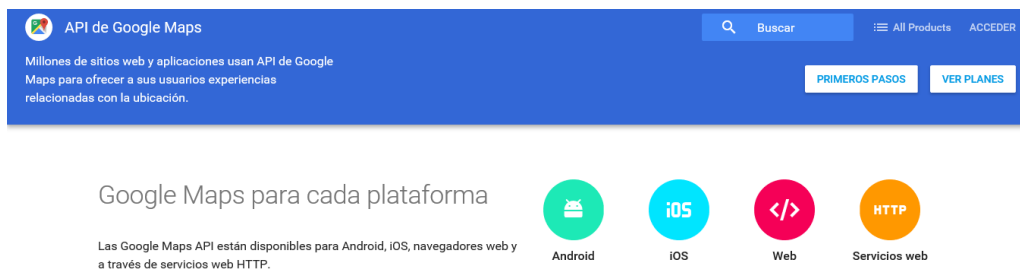 API de Google Maps
Buscar
All Products
ACCEDER
Millones de sitios web y aplicaciones usan API de Google
Maps para ofrecer a sus usuarios experiencias
relacionadas con la ubicación.
PRIMEROS PASOS
VER PLANES
Google Maps para cada plataforma
Las Google Maps API están disponibles para Android, iOS, navegadores web y
a través de servicios web HTTP.
iOS
</>
HTTP
Android
iOS
Web
Servicios web